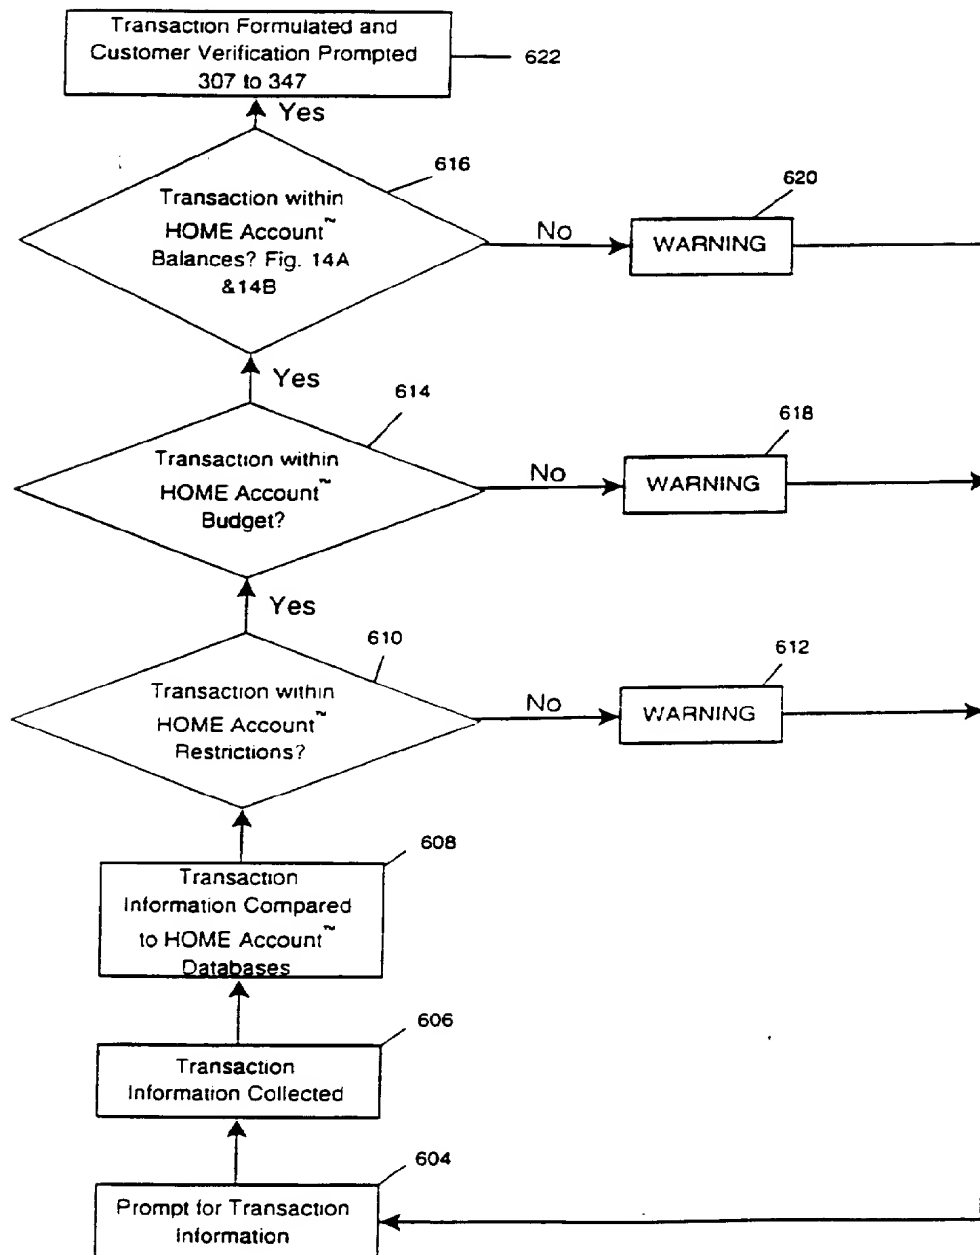 Transaction Formulated and
Customer Verification Prompted
307 to 347
622
Yes
616
Transaction within
HOME Account~
Balances? Fig. 14A
&14B
No
620
WARNING
Yes
614
Transaction within
HOME Account~
Budget?
No
618
WARNING
Yes
610
Transaction within
HOME Account~
Restrictions?
No
612
WARNING
608
Transaction
Information Compared
to HOME Account~
Databases
606
Transaction
Information Collected
604
Prompt for Transaction
Information